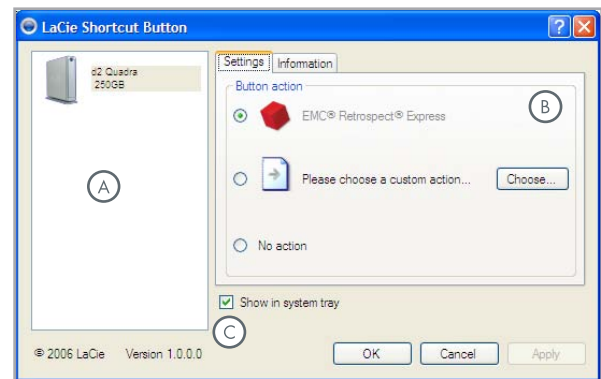 LaCie Shortcut Button
d2 Quadra
250GB
Settings
Information
Button action
EMC® Retrospect® Express
B
Please choose a custom action...
Choose...
A
No action
Show in system tray
C
© 2006 LaCie Version 1.0.0.0
OK
Cancel
Apply